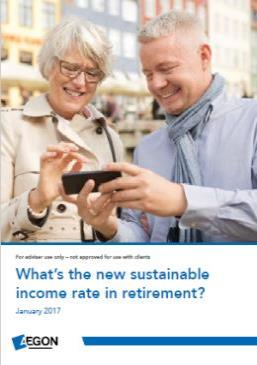 For adviser use only – not approved for use with clients
What's the new sustainable
income rate in retirement?
January 2017
AEGON